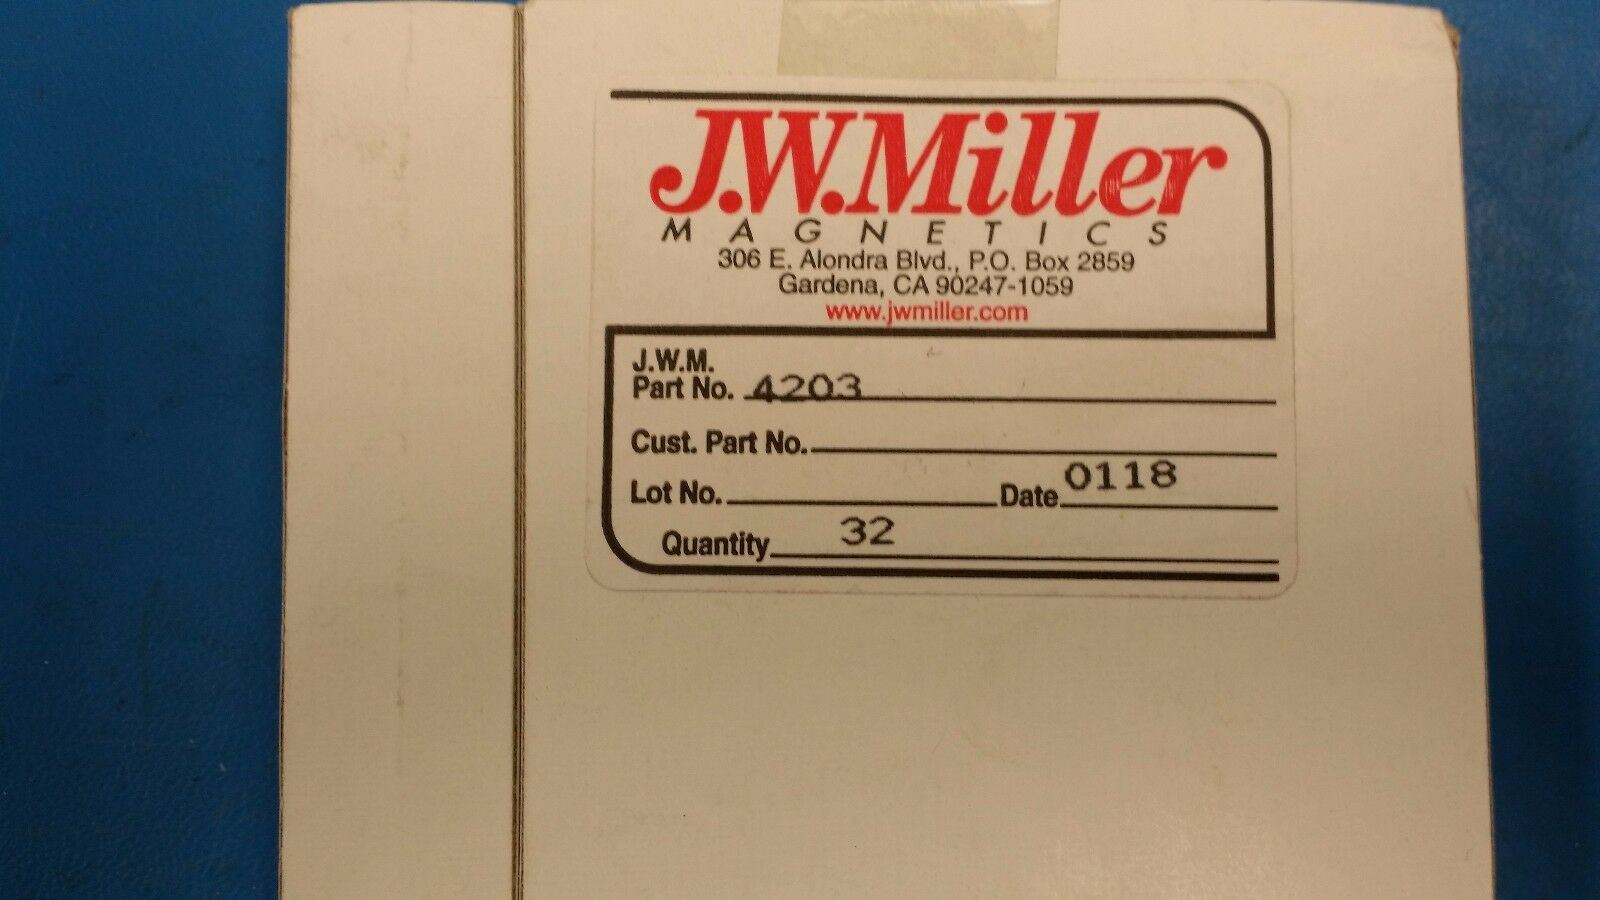 J.W.Miller
MAGNETICS
306 E. Alondra Blvd., P.O. Box 2859
Gardena, CA 90247-1059
www.jwmiller.com
J.W.M.
Part No. 4203
Cust. Part No.
Lot No. Date 0118
Quantity 32